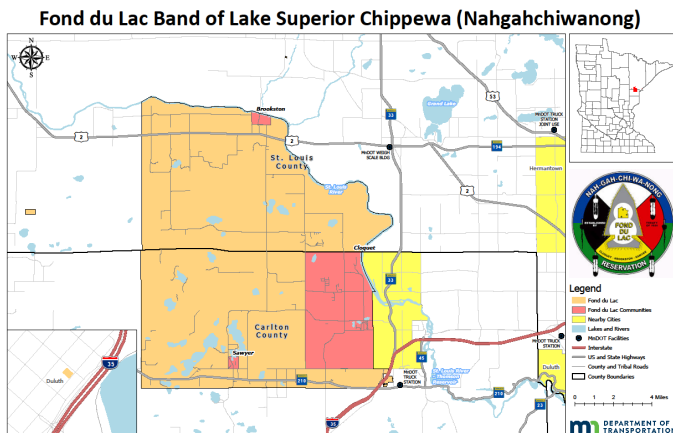 Fond du Lac Band of Lake Superior Chippewa (Nahgahchiwanong)
N
W
E
S
Brookston
Grand Lake
53
33
MnDOT TRUCK
STATION
JOINT USE
2
2
MnDOT WEIGH
SCALE BLDG
194
St. Louis
County
Hermantown
2
St. Louis
River
Cloquet
33
Carlton
County
Sawyer
45
MnDOT TRUCK
STATION
Duluth
210
MnDOT
TRUCK
STATION
St. Louis River
210
23
35
Duluth
35
NAH-GAH-CHI-WA-NONG
FOND
DU
LAC
RESERVATION
Legend
Fond du Lac
Fond du Lac Communities
Nearby Cities
Lakes and Rivers
MnDOT Facilities
Interstate
US and State Highways
County and Tribal Roads
County Boundaries
0 1 2 4 Miles
DEPARTMENT OF
TRANSPORTATION